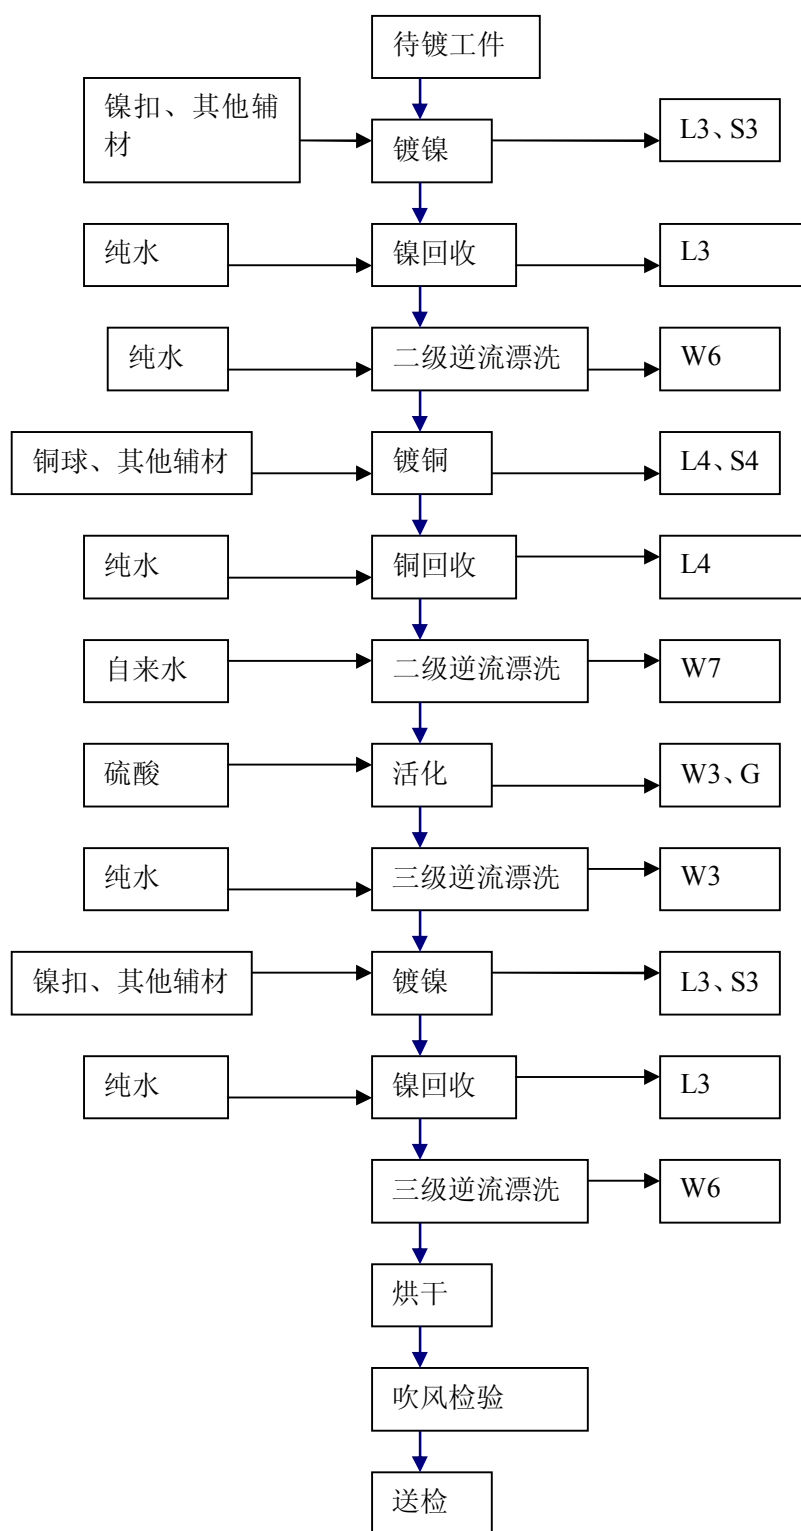 待镀工件
镍扣、其他辅
材
镀镍
L3、S3
纯水
镍回收
L3
纯水
二级逆流漂洗
W6
铜球、其他辅材
镀铜
L4、S4
纯水
铜回收
L4
自来水
二级逆流漂洗
W7
硫酸
活化
W3、G
纯水
三级逆流漂洗
W3
镍扣、其他辅材
镀镍
L3、S3
纯水
镍回收
L3
三级逆流漂洗
W6
烘干
吹风检验
送检